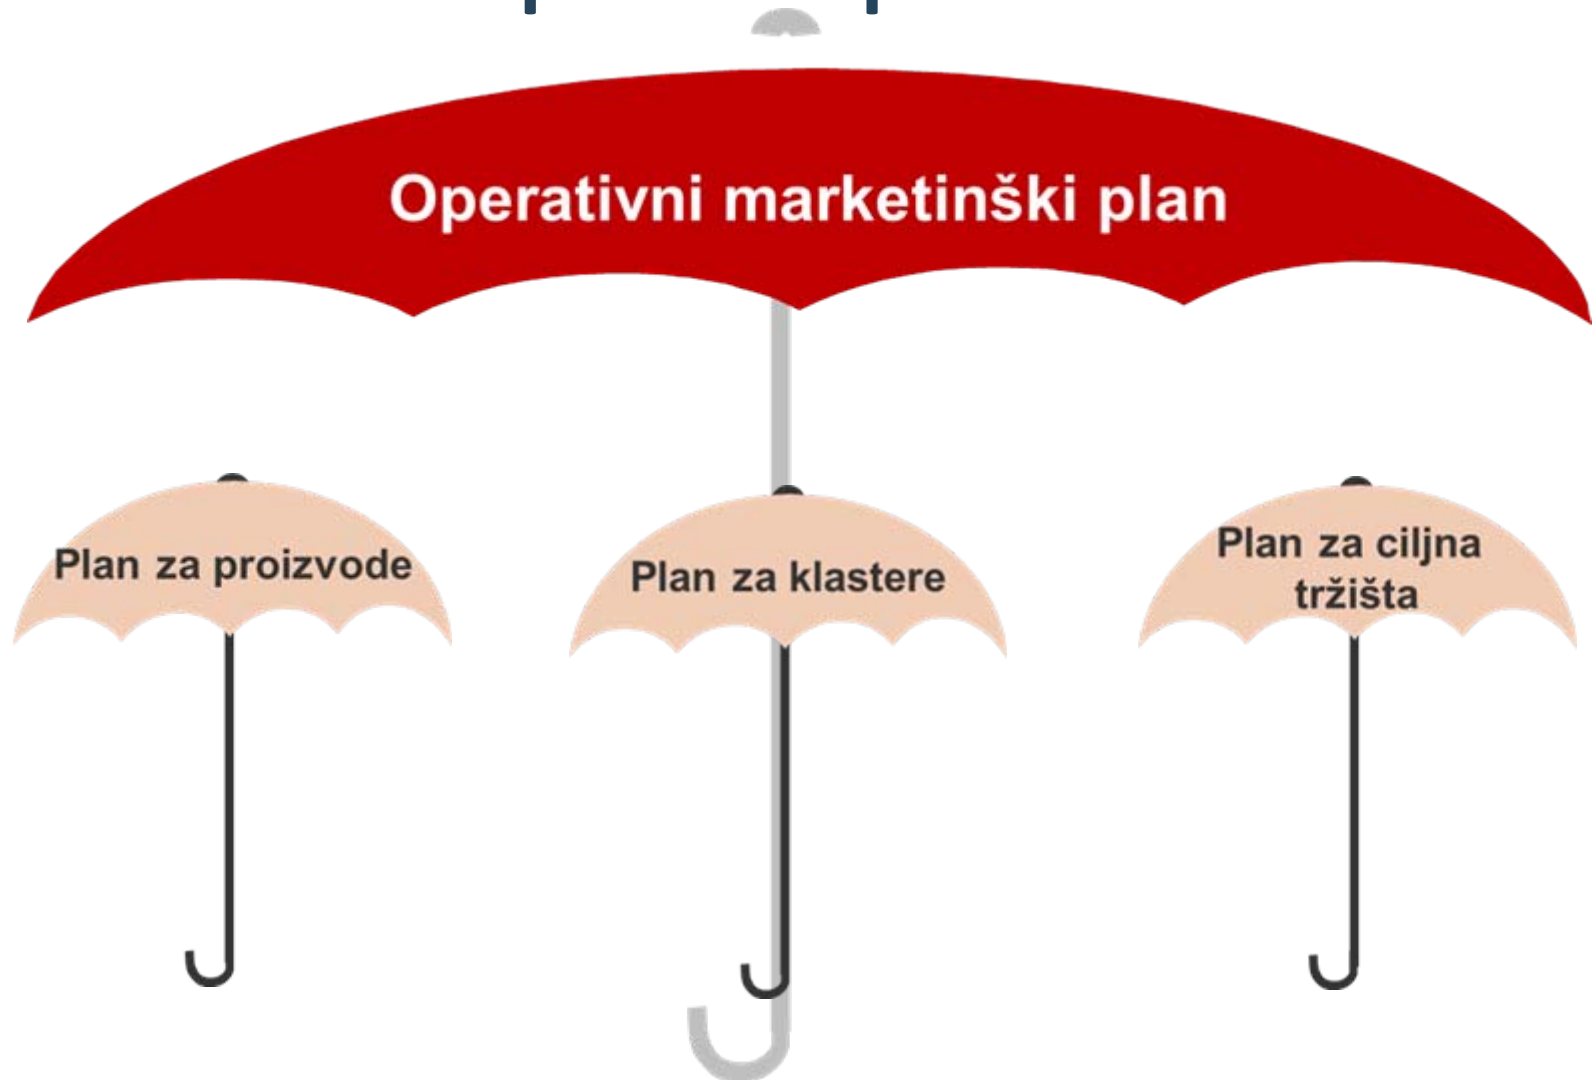 Operativni marketinški plan
Plan za proizvode
Plan za klastere
Plan za ciljna
tržišta